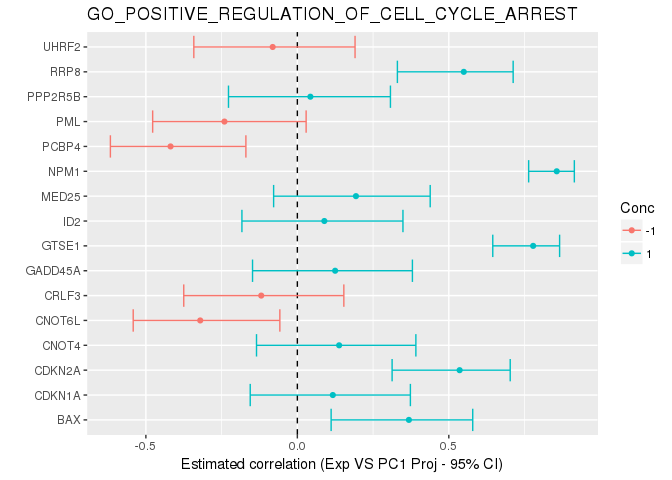 GO_POSITIVE_REGULATION_OF_CELL_CYCLE_ARREST
UHRF2
RRP8
PPP2R5B
PML
PCBP4
NPM1
MED25
ID2
GTSE1
GADD45A
CRLF3
CNOT6L
CNOT4
CDKN2A
CDKN1A
BAX
Conc
-1
1
-0.5 0.0 0.5
Estimated correlation (Exp VS PC1 Proj - 95% CI)